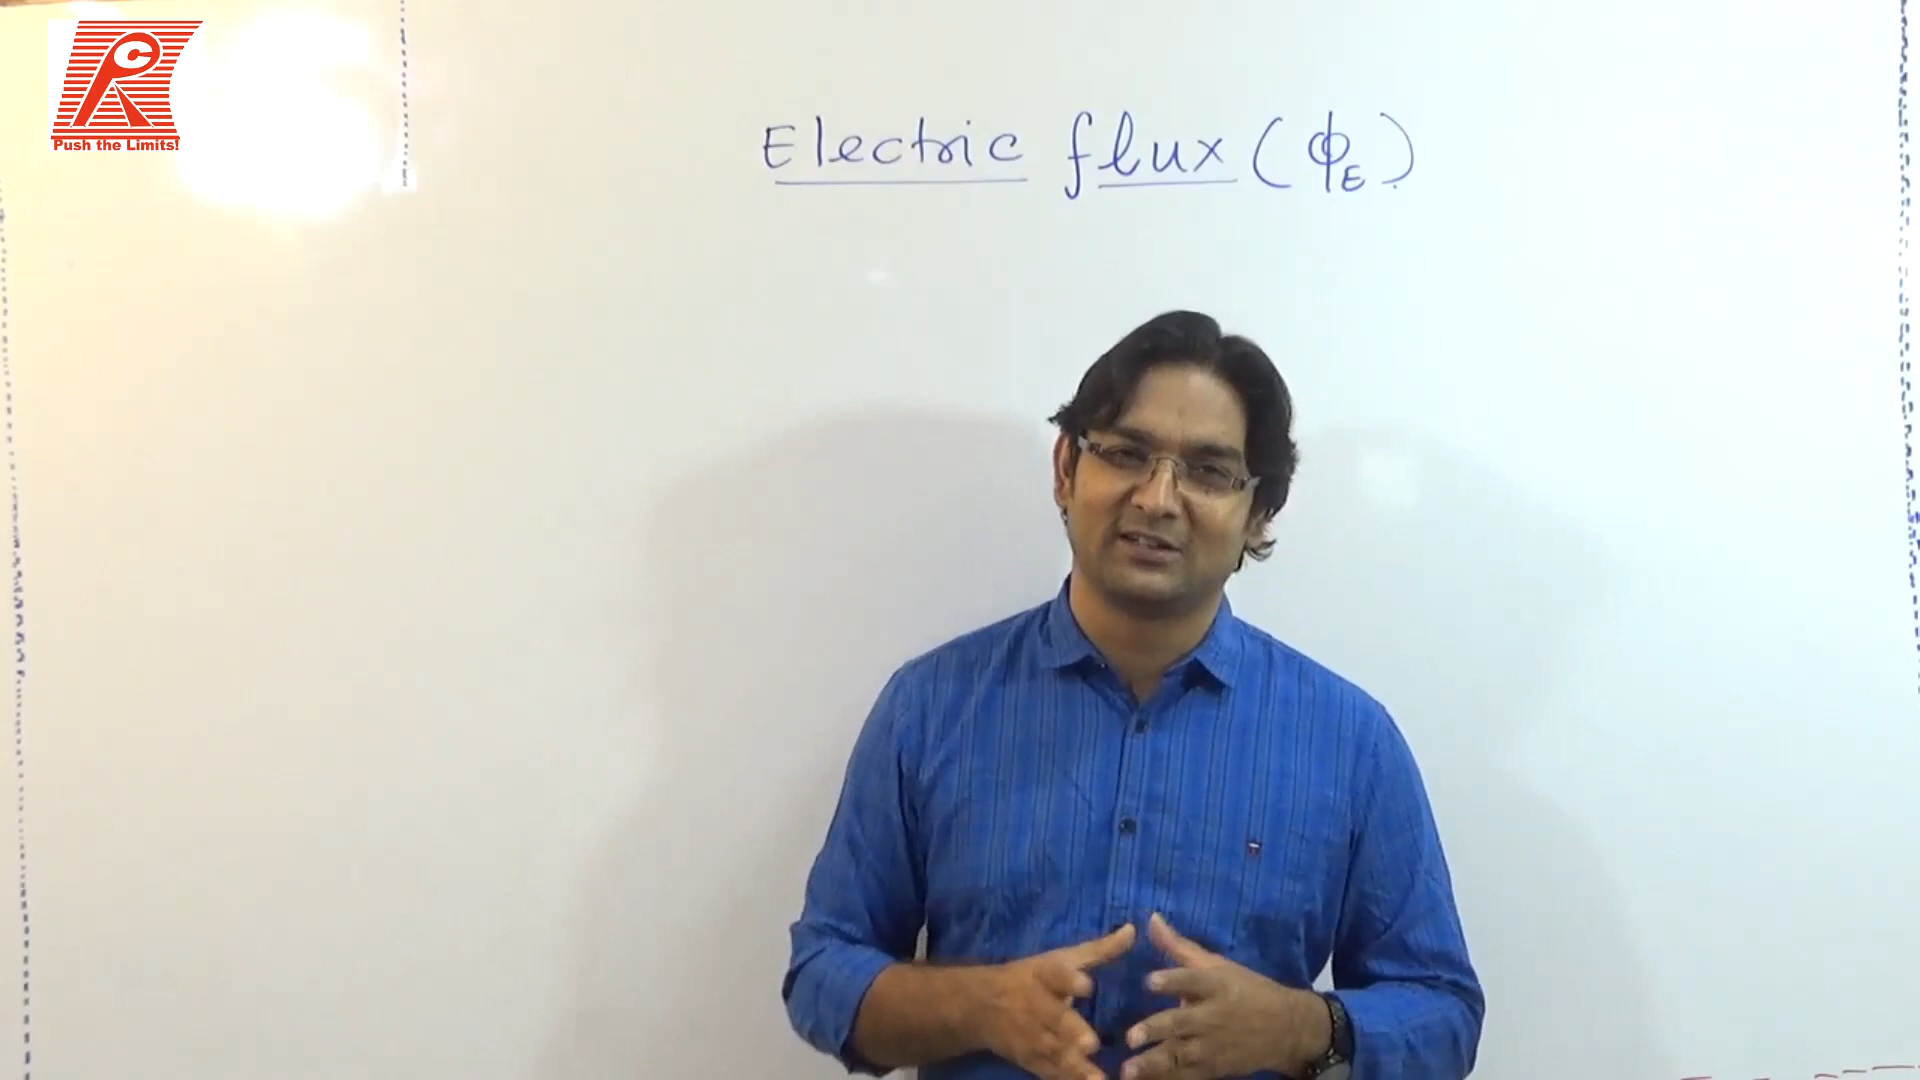 Push the Limits!
Electric flux (ϕE)